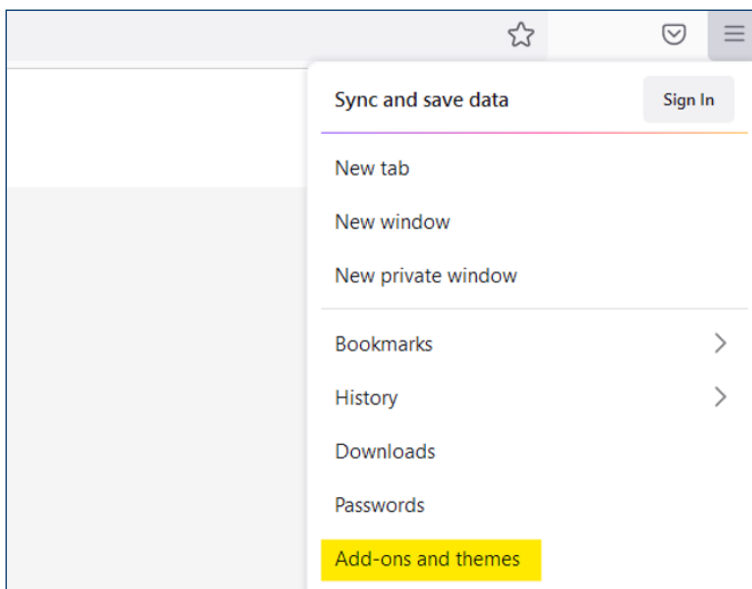 Sync and save data
Sign In
New tab
New window
New private window
Bookmarks
History
Downloads
Passwords
Add-ons and themes